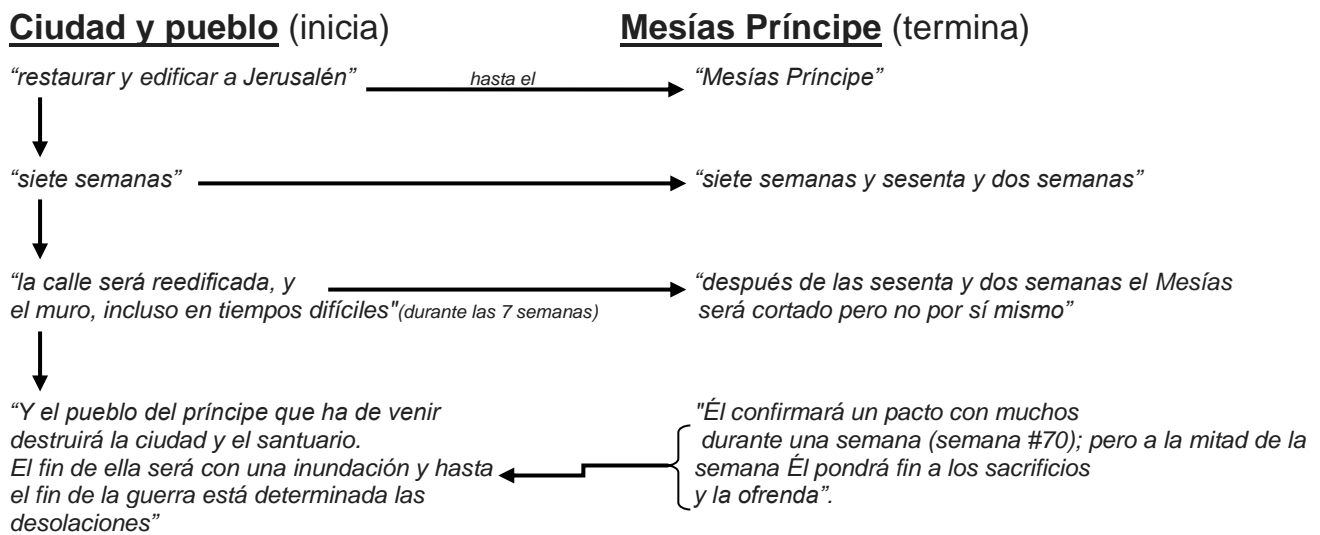 Ciudad y pueblo (inicia)
Mesías Príncipe (termina)
“restaurar y edificar a Jerusalén”
hasta el
“Mesías Príncipe”
“siete semanas”
“siete semanas y sesenta y dos semanas”
“la calle será reedificada, y
el muro, incluso en tiempos difíciles"(durante las 7 semanas)
“después de las sesenta y dos semanas el Mesías
será cortado pero no por sí mismo”
“Y el pueblo del príncipe que ha de venir
destruirá la ciudad y el santuario.
El fin de ella será con una inundación y hasta
el fin de la guerra está determinada las
desolaciones”
"Él confirmará un pacto con muchos
durante una semana (semana #70); pero a la mitad de la
semana Él pondrá fin a los sacrificios
y la ofrenda”.